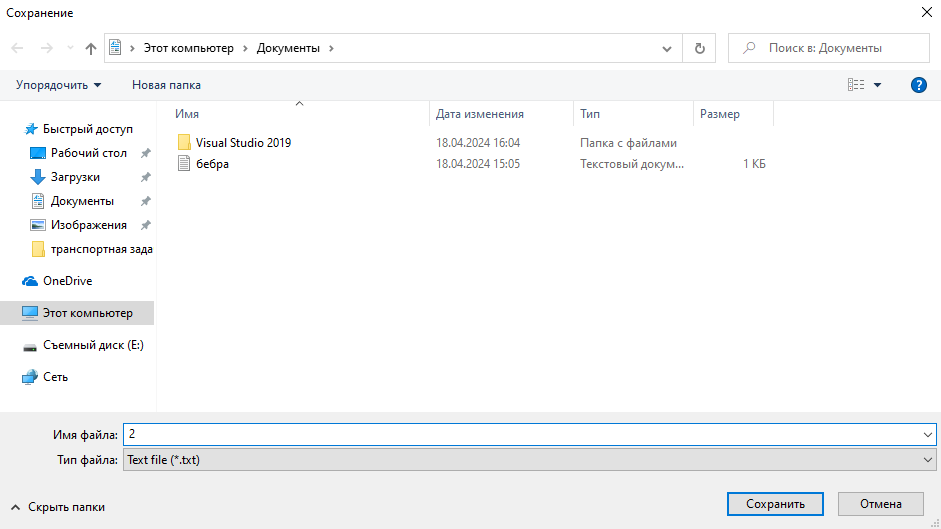 Сохранение
Этот компьютер Документы
Поиск в: Документы
Упорядочить Новая папка ?
Имя Дата изменения Тип Размер
Visual Studio 2019 18.04.2024 16:04 Папка с файлами
бебра 18.04.2024 15:05 Текстовый докум... 1 КБ
Быстрый доступ
Рабочий стол
Загрузки
Документы
Изображения
транспортная зада
OneDrive
Этот компьютер
Съемный диск (E:)
Сеть
Имя файла: 2
Тип файла: Text file (*.txt)
Скрыть папки Сохранить Отмена